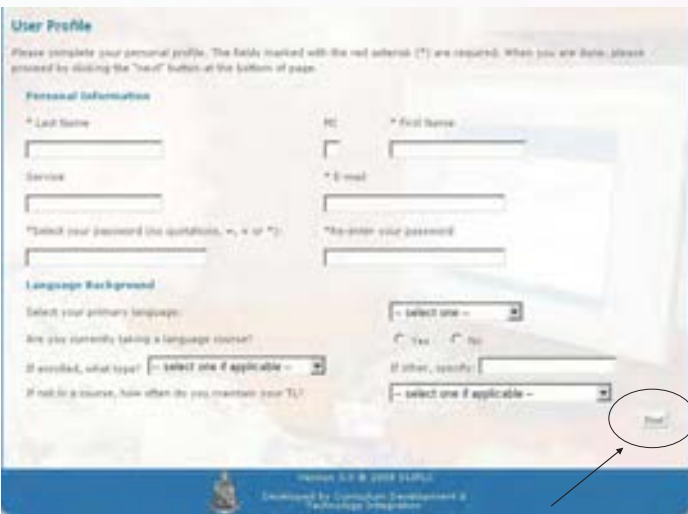 User Profile
Please complete your personal profile. The fields marked with the red asterisk (*) are required. When you are done, please
proceed by clicking the "next" button at the bottom of page.
Personal Information
* Last Name MI * First Name
Service * E-mail
*Select your password (no quotations, or *): *Re-enter your password
Language Background
Select your primary language: -- select one --
Are you currently taking a language course? Yes No
If enrolled, what type? -- select one if applicable -- If other, specify:
If not in a course, how often do you maintain your TL? -- select one if applicable --
Next
Version 3.0 ©
Developed by Curriculum Development &
Technology Integration